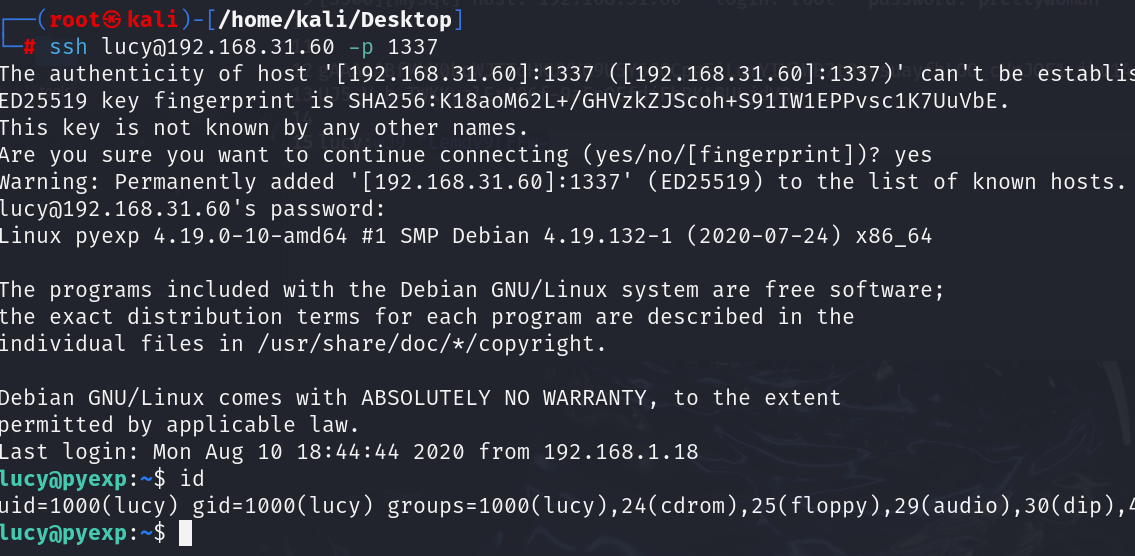 ┌──(root㉿kali)-[/home/kali/Desktop]
└─# ssh lucy@192.168.31.60 -p 1337
The authenticity of host '[192.168.31.60]:1337 ([192.168.31.60]:1337)' can't be establis
ED25519 key fingerprint is SHA256:K18aoM62L+/GHVzkZJScoh+S91IW1EPPvsc1K7UuVbE.
This key is not known by any other names.
Are you sure you want to continue connecting (yes/no/[fingerprint])? yes
Warning: Permanently added '[192.168.31.60]:1337' (ED25519) to the list of known hosts.
lucy@192.168.31.60's password:
Linux pyexp 4.19.0-10-amd64 #1 SMP Debian 4.19.132-1 (2020-07-24) x86_64
The programs included with the Debian GNU/Linux system are free software;
the exact distribution terms for each program are described in the
individual files in /usr/share/doc/*/copyright.
Debian GNU/Linux comes with ABSOLUTELY NO WARRANTY, to the extent
permitted by applicable law.
Last login: Mon Aug 10 18:44:44 2020 from 192.168.1.18
lucy@pyexp:~$ id
uid=1000(lucy) gid=1000(lucy) groups=1000(lucy),24(cdrom),25(floppy),29(audio),30(dip),4
lucy@pyexp:~$